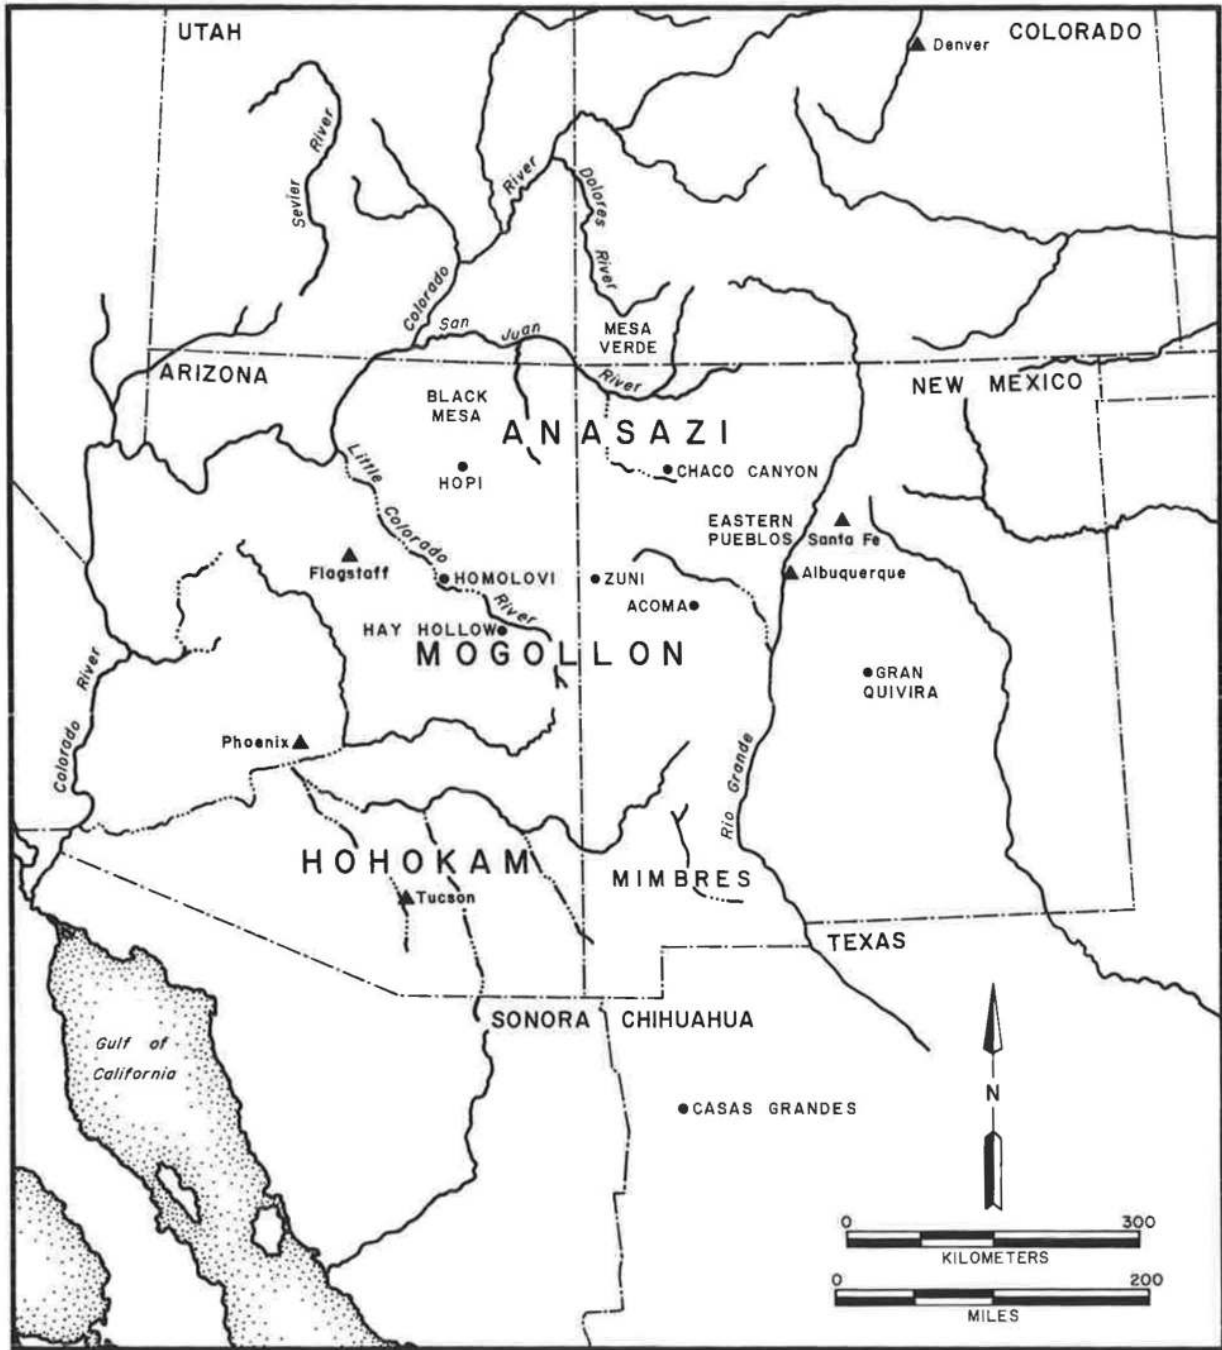 UTAH
COLORADO
Denver
Sevier River
River
Dolores River
Colorado
San Juan River
MESA
VERDE
ARIZONA
NEW MEXICO
BLACK
MESA
ANASAZI
Little Colorado River
HOPI
CHACO CANYON
EASTERN
PUEBLOS
Santa Fe
Flagstaff
HOMOLOVI
ZUNI
Albuquerque
ACOMA
HAY HOLLOW
MOGOLLON
GRAN
QUIVIRA
Colorado River
Phoenix
Rio Grande
HOHOKAM
MIMBRES
Tucson
TEXAS
SONORA
CHIHUAHUA
Gulf of
California
N
CASAS GRANDES
0 300
KILOMETERS
0 200
MILES